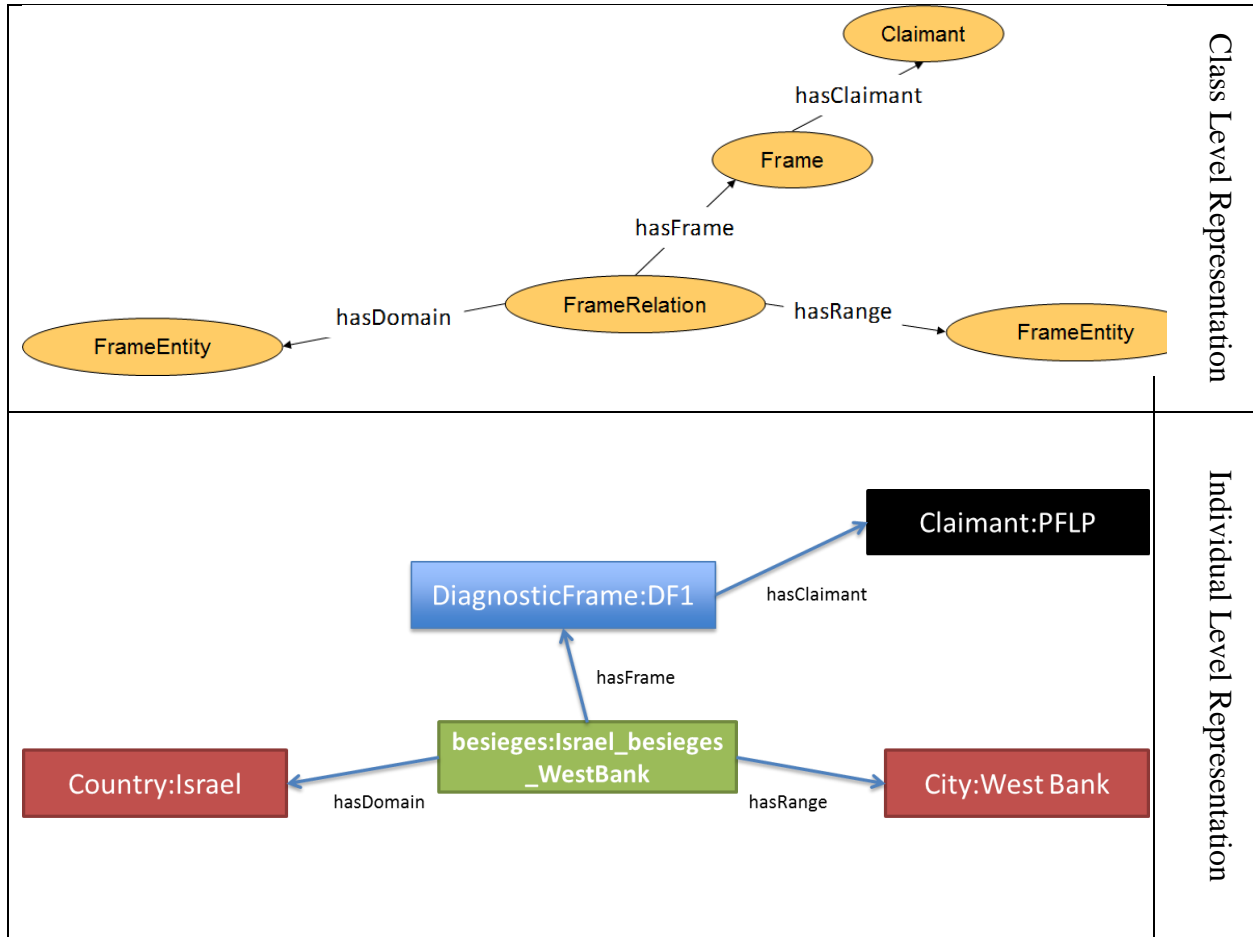 Claimant
hasClaimant
Frame
hasFrame
FrameRelation
hasDomain
hasRange
FrameEntity
FrameEntity
Class Level Representation
Claimant:PFLP
DiagnosticFrame:DF1
hasClaimant
hasFrame
besieges:Israel_besieges
_WestBank
Country:Israel
City:West Bank
hasDomain
hasRange
Individual Level Representation